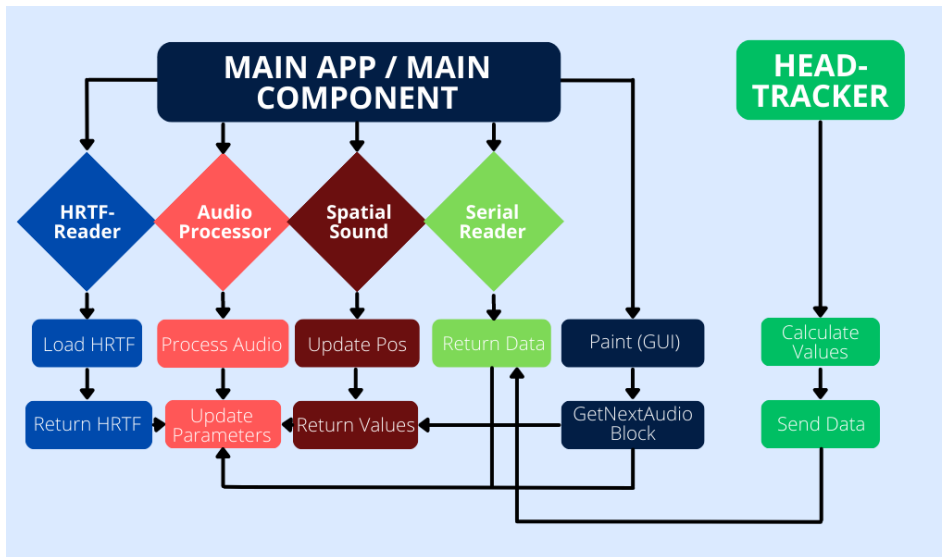 MAIN APP / MAIN
COMPONENT
HEAD-
TRACKER
HRTF-
Reader
Audio
Processor
Spatial
Sound
Serial
Reader
Load HRTF
Process Audio
Update Pos
Return Data
Paint (GUI)
Calculate
Values
Return HRTF
Update
Parameters
Return Values
GetNextAudio
Block
Send Data